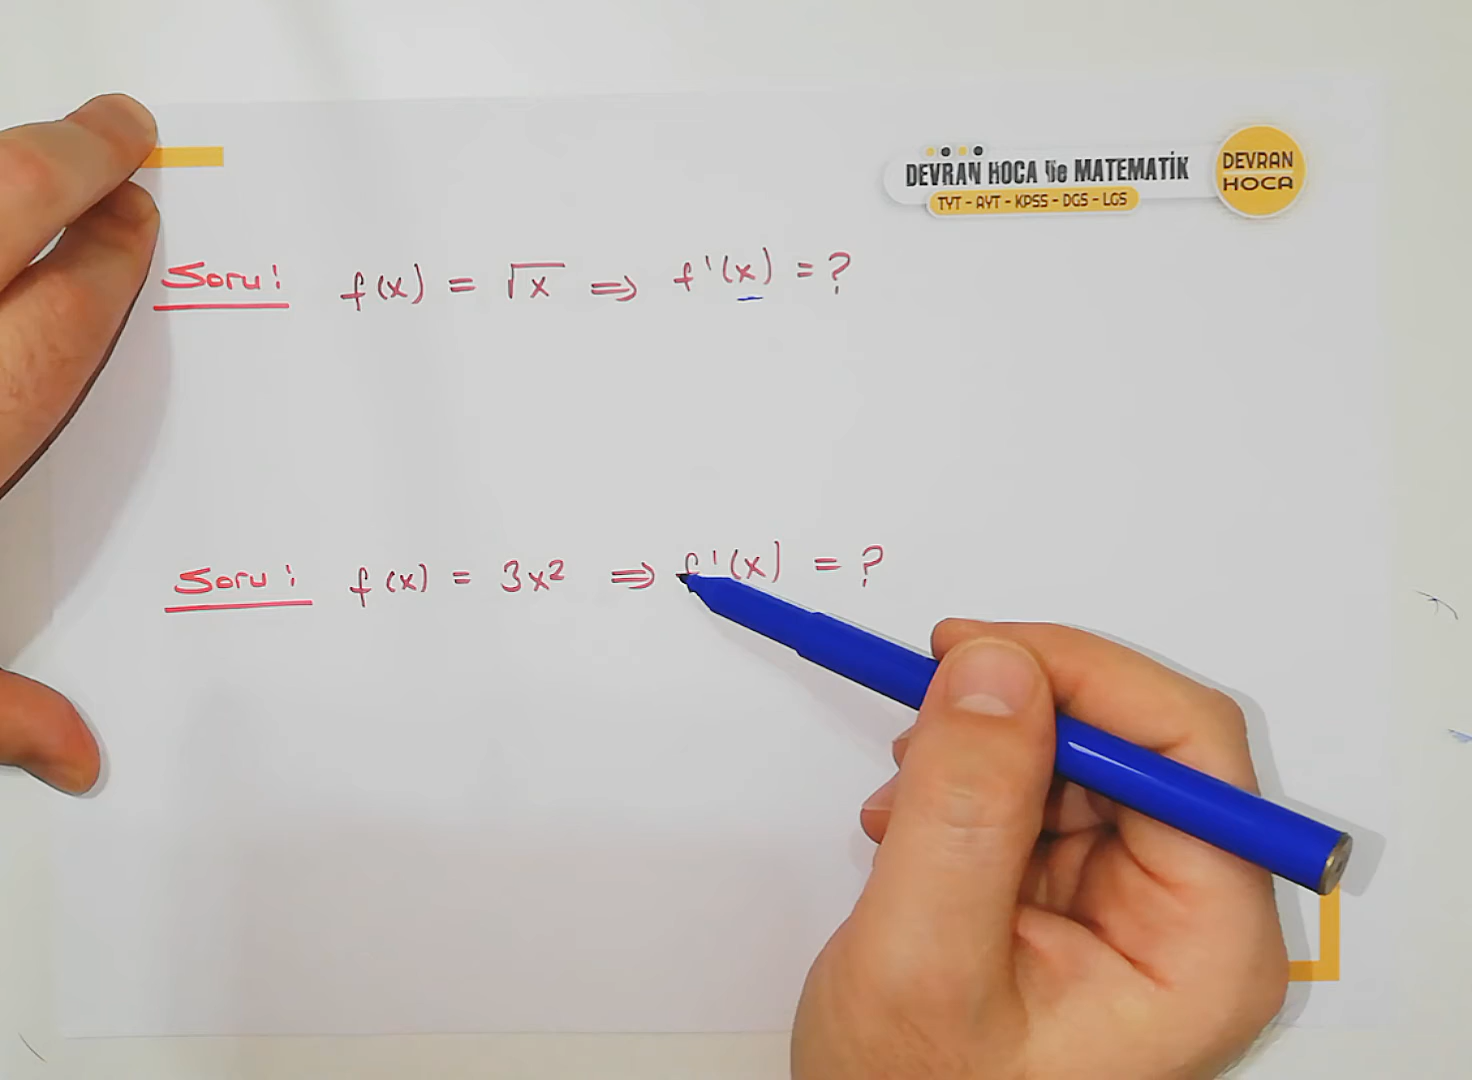 DEVRAN HOCA ile MATEMATİK
TYT - AYT - KPSS - DGS - LGS
DEVRAN
HOCA
Soru: f(x) = √x ⇒ f'(x) = ?
Soru: f(x) = 3x² ⇒ f'(x) = ?